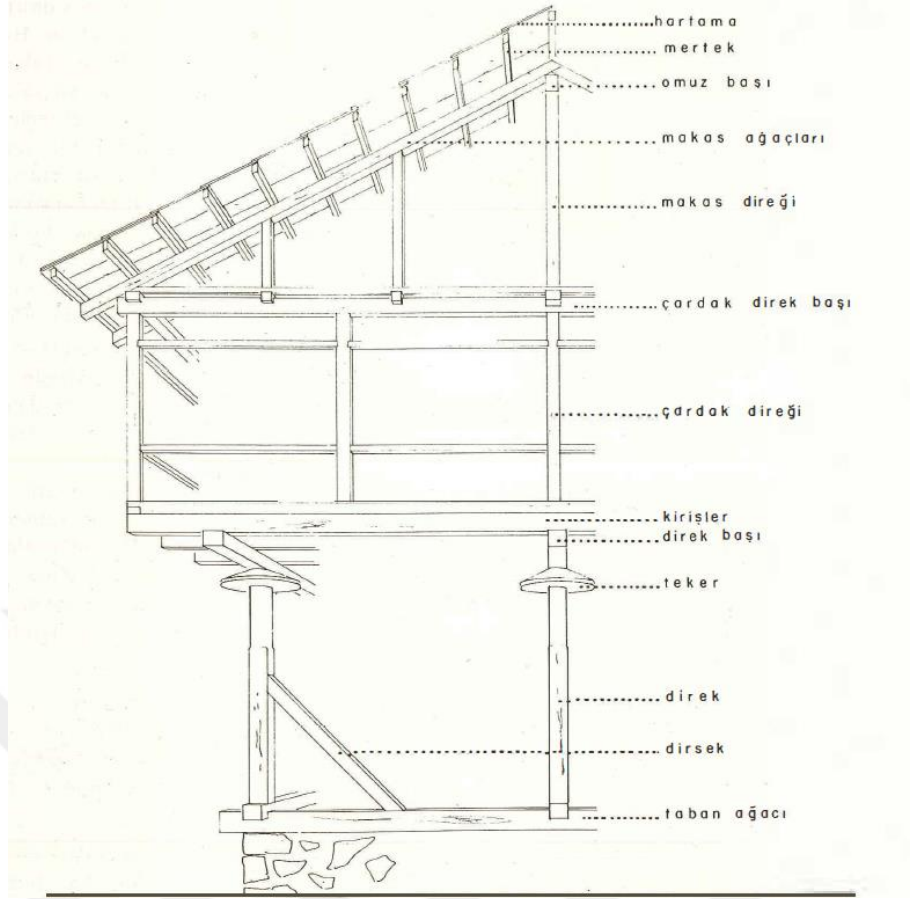 hartama
mertek
omuz başı
makas ağaçları
makas direği
çardak direk başı
çardak direği
kirişler
direk başı
teker
direk
dirsek
taban ağacı